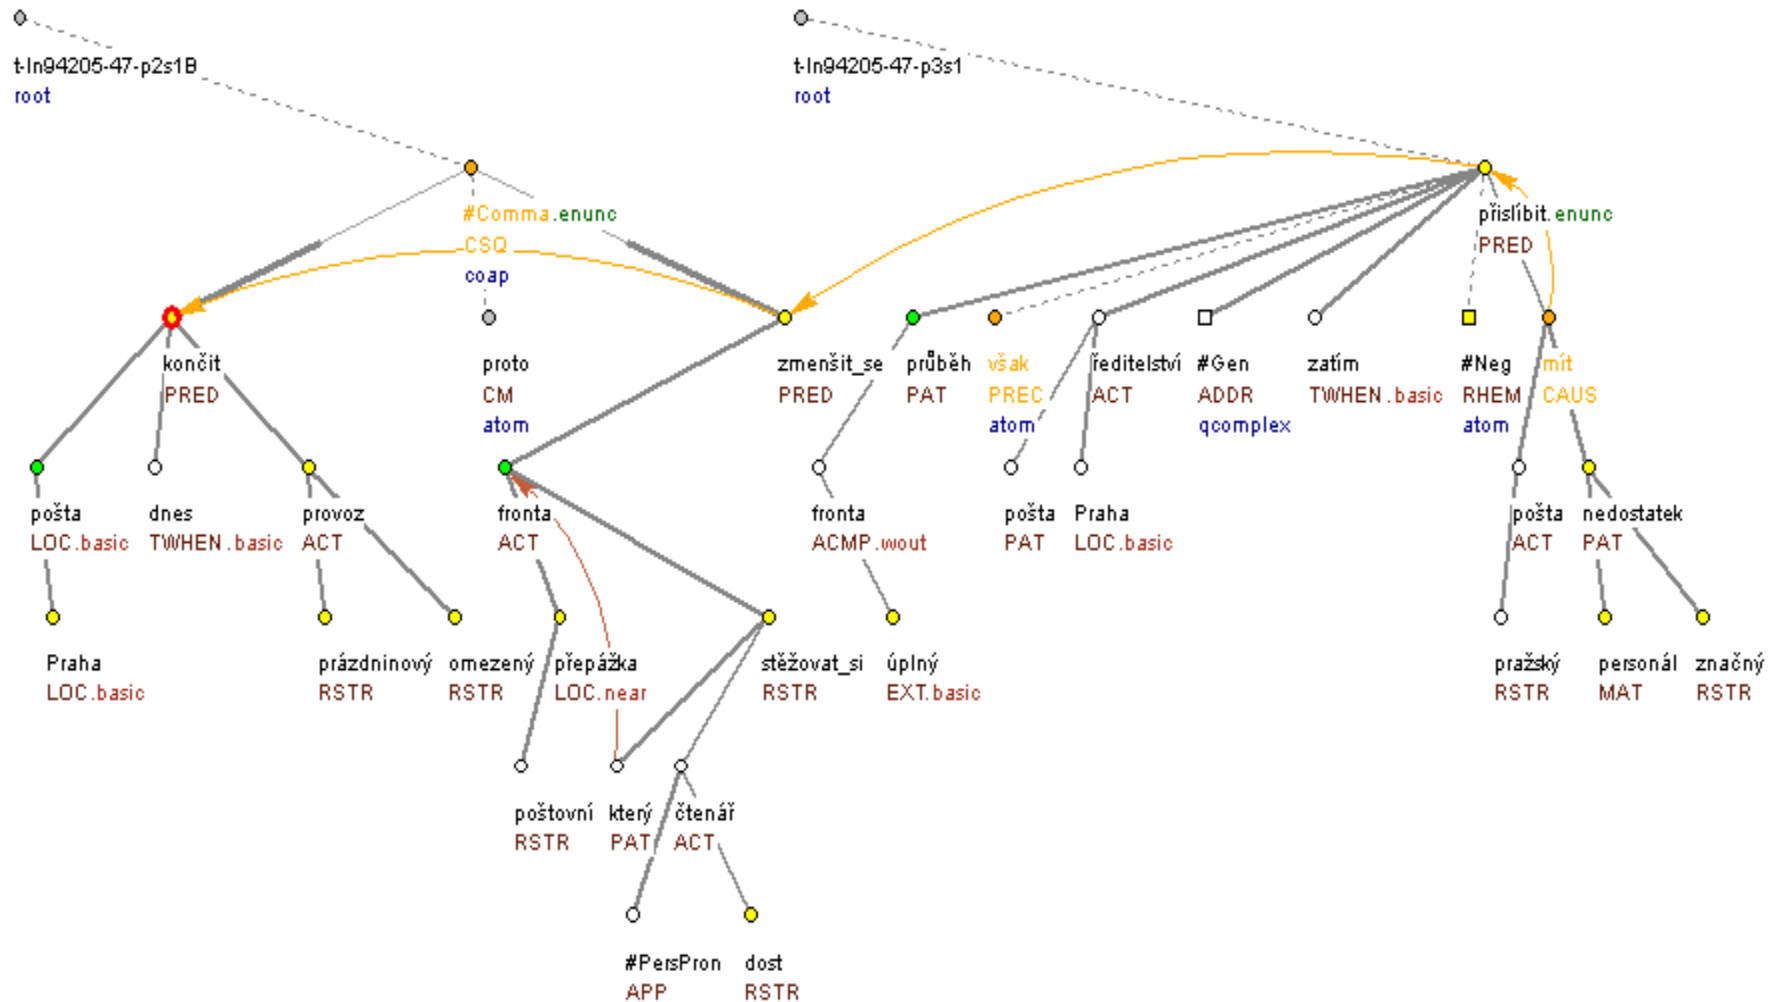 t-ln94205-47-p2s1B
root
t-ln94205-47-p3s1
root
#Comma.enunc
CSQ
coap
přislíbit.enunc
PRED
končit
PRED
proto
CM
atom
zmenšit_se
PRED
průběh
PAT
však
PREC
atom
ředitelství
ACT
#Gen
ADDR
qcomplex
zatím
TWHEN.basic
#Neg
RHEM
atom
mít
CAUS
pošta
LOC.basic
dnes
TWHEN.basic
provoz
ACT
fronta
ACT
fronta
ACMP.wout
pošta
PAT
Praha
LOC.basic
pošta
ACT
nedostatek
PAT
Praha
LOC.basic
prázdninový
RSTR
omezený
RSTR
přepážka
LOC.near
stěžovat_si
RSTR
úplný
EXT.basic
pražský
RSTR
personál
MAT
značný
RSTR
poštovní
RSTR
který
PAT
čtenář
ACT
#PersPron
APP
dost
RSTR